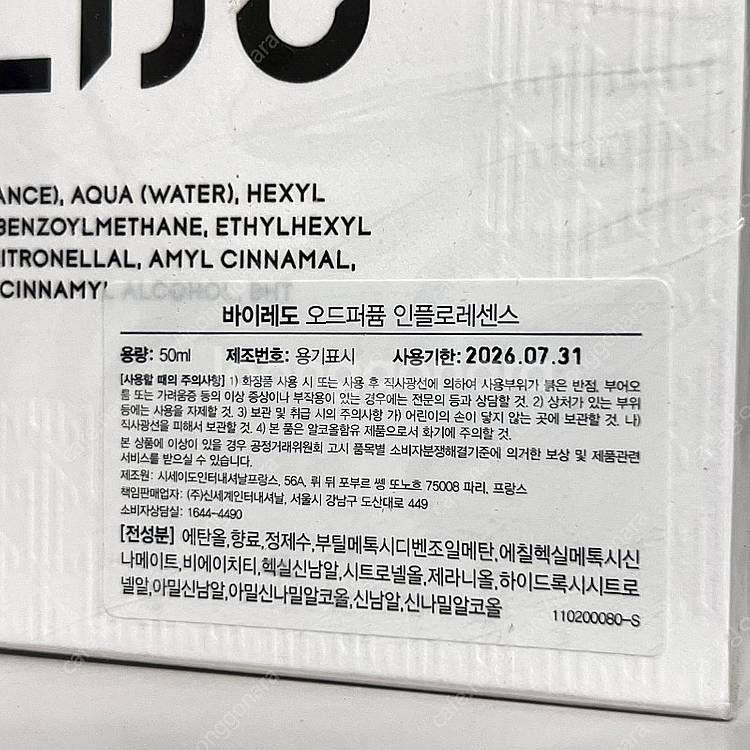 ANCE), AQUA (WATER), HEXYL
BENZOYLMETHANE, ETHYLHEXYL
ITRONELLAL, AMYL CINNAMAL,
CINNAMYL ALCOHOL, BHT
바이레도 오드퍼퓸 인플로레센스
용량: 50ml 제조번호: 용기표시 사용기한: 2026.07.31
[사용할 때의 주의사항] 1) 화장품 사용 시 또는 사용 후 직사광선에 의하여 사용부위가 붉은 반점, 부어오
름 또는 가려움증 등의 이상 증상이나 부작용이 있는 경우에는 전문의 등과 상담할 것. 2) 상처가 있는 부위
등에는 사용을 자제할 것. 3) 보관 및 취급 시의 주의사항 가) 어린이의 손이 닿지 않는 곳에 보관할 것. 나)
직사광선을 피해서 보관할 것. 4) 본 품은 알코올함유 제품으로서 화기에 주의할 것.
본 상품에 이상이 있을 경우 공정거래위원회 고시 품목별 소비자분쟁해결기준에 의거한 보상 및 제품관련
서비스를 받으실 수 있습니다.
제조원: 시세이도인터내셔날프랑스, 56A, 뤼 뒤 포부르 쌩 또노흐 75008 파리, 프랑스
책임판매업자: (주)신세계인터내셔날, 서울시 강남구 도산대로 449
소비자상담실: 1644-4490
[전성분] 에탄올,향료,정제수,부틸메톡시디벤조일메탄,에칠헥실메톡시신
나메이트,비에이치티,헥실신남알,시트로넬올,제라니올,하이드록시시트로
넬알,아밀신남알,아밀신나밀알코올,신남알,신나밀알코올
110200080-S